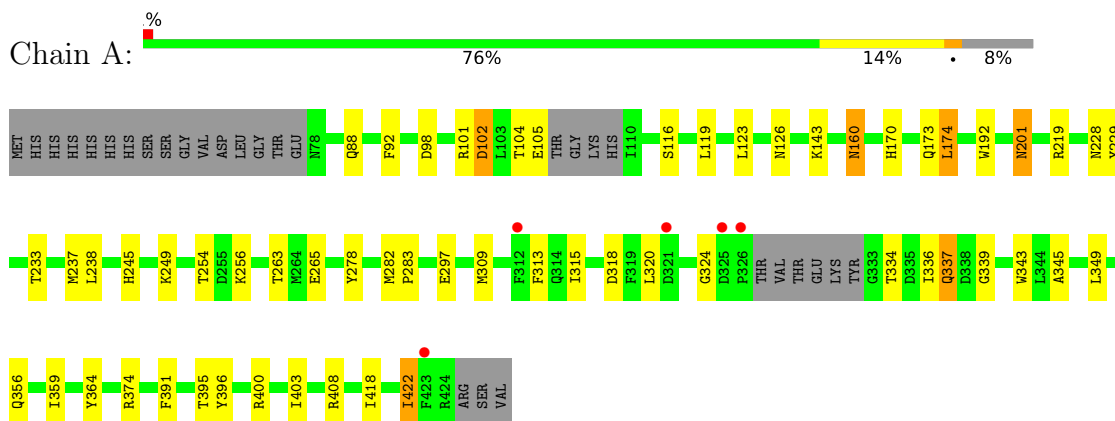 .%
Chain A:
76% 14% . 8%
MET HIS HIS HIS HIS HIS HIS SER SER GLY VAL ASP LEU GLY THR GLU N78 Q88 F92 D98 R101 D102 L103 T104 E105 THR GLY LYS HIS I110 S116 L119 L123 N126 K143 N160 H170 Q173 L174 W192 N201 R219 N228
T233 M237 L238 H245 K249 T254 D255 K256 T263 M264 E265 Y278 M282 P283 E297 M309 F312 F313 Q314 I315 D318 F319 L320 D321 G324 D325 P326 THR VAL THR GLU LYS TYR G333 T334 D335 I336 Q337 D338 G339 W343 L344 A345 L349
Q356 I359 Y364 R374 F391 T395 Y396 R400 I403 R408 I418 I422 F423 R424 ARG SER VAL